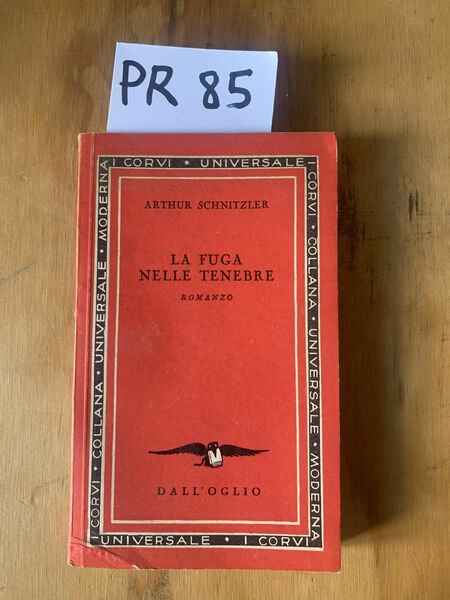 PR 85
I CORVI • UNIVERSALE
ARTHUR SCHNITZLER
LA FUGA
NELLE TENEBRE
ROMANZO
DALL'OGLIO
I CORVI • COLLANA • UNIVERSALE • MODERNA
I CORVI • COLLANA • UNIVERSALE • MODERNA
UNIVERSALE • I CORVI